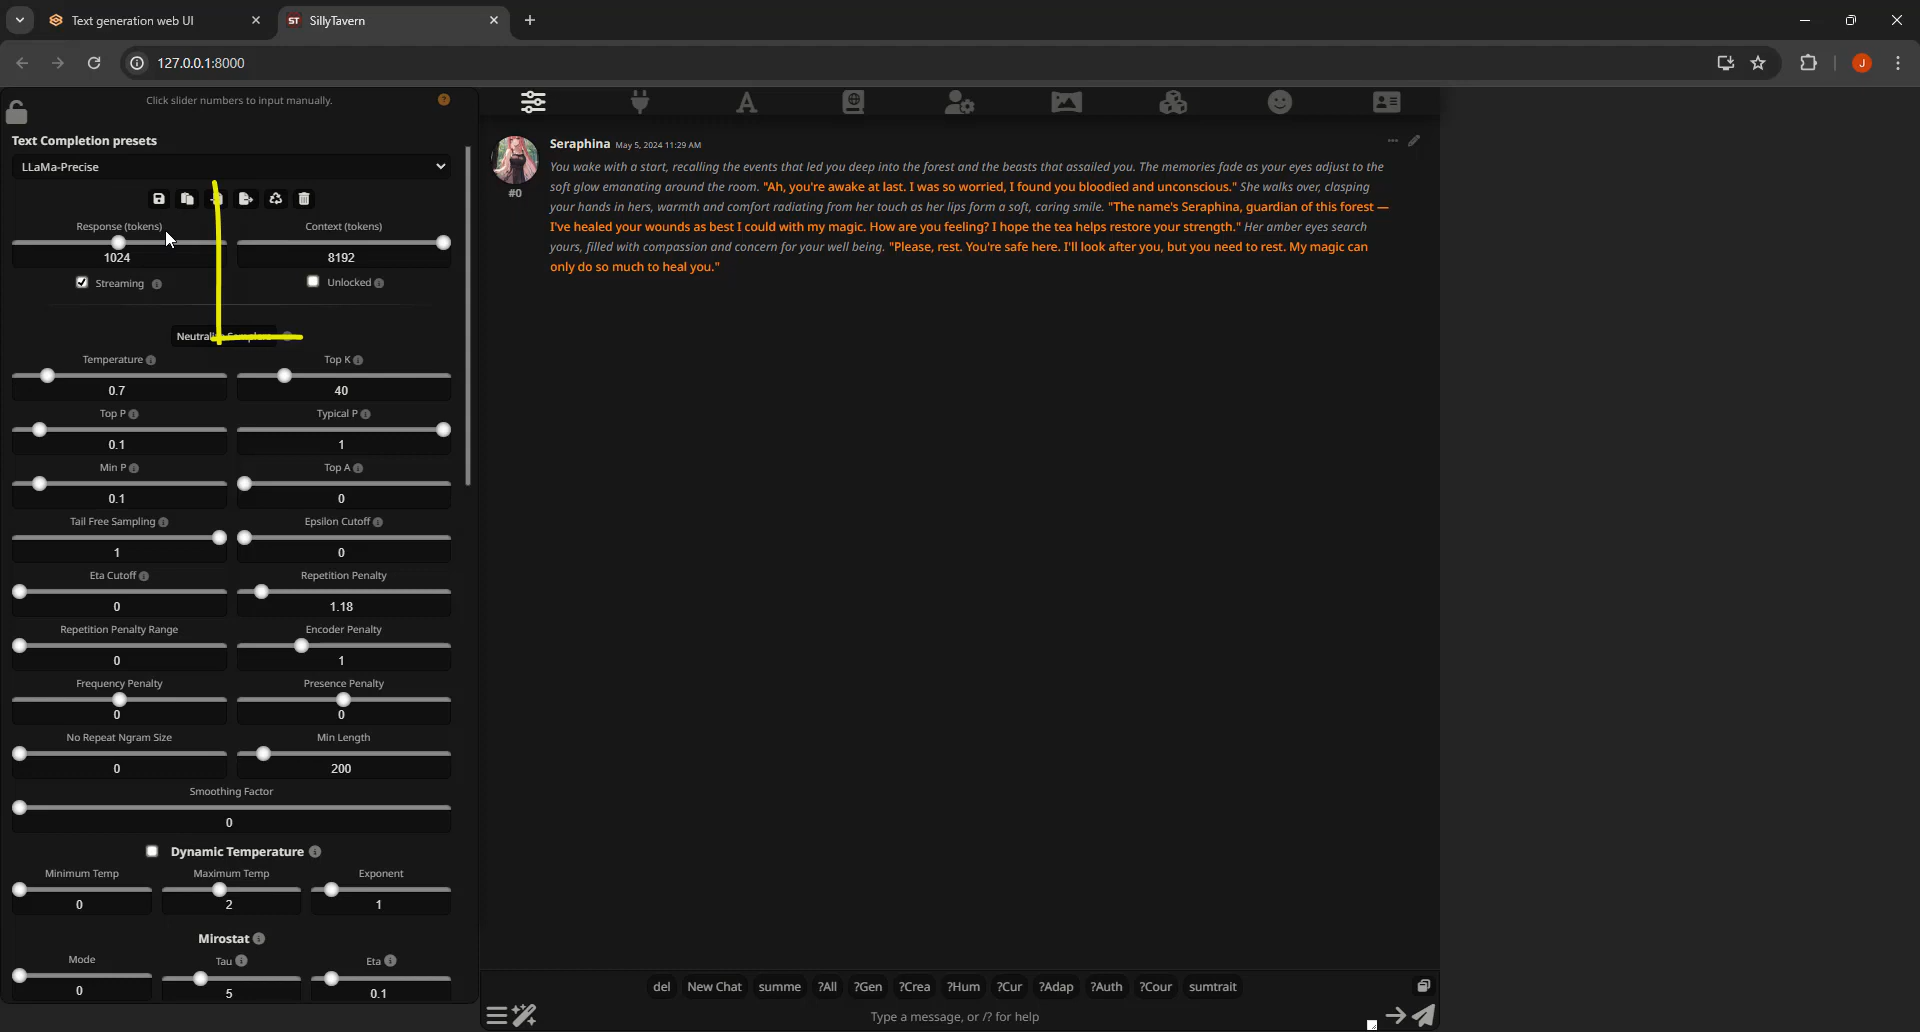 Text generation web UI
ST SillyTavern
127.0.0.1:8000
J
Click slider numbers to input manually.
Text Completion presets
LLaMa-Precise
Response (tokens)
Context (tokens)
1024
8192
Streaming
Unlocked
Temperature
Top K
0.7
40
Top P
Typical P
0.1
1
Min P
Top A
0.1
0
Tail Free Sampling
Epsilon Cutoff
1
0
Eta Cutoff
Repetition Penalty
0
1.18
Repetition Penalty Range
Encoder Penalty
0
1
Frequency Penalty
Presence Penalty
0
0
No Repeat Ngram Size
Min Length
0
200
Smoothing Factor
0
Dynamic Temperature
Minimum Temp
Maximum Temp
Exponent
0
2
1
Mirostat
Mode
Tau
Eta
0
5
0.1
Seraphina May 5, 2024 11:29 AM
#0
You wake with a start, recalling the events that led you deep into the forest and the beasts that assailed you. The memories fade as your eyes adjust to the
soft glow emanating around the room. "Ah, you're awake at last. I was so worried, I found you bloodied and unconscious." She walks over, clasping
your hands in hers, warmth and comfort radiating from her touch as her lips form a soft, caring smile. "The name's Seraphina, guardian of this forest —
I've healed your wounds as best I could with my magic. How are you feeling? I hope the tea helps restore your strength." Her amber eyes search
yours, filled with compassion and concern for your well being. "Please, rest. You're safe here. I'll look after you, but you need to rest. My magic can
only do so much to heal you."
del New Chat summe ?All ?Gen ?Crea ?Hum ?Cur ?Adap ?Auth ?Cour sumtrait
Type a message, or /? for help